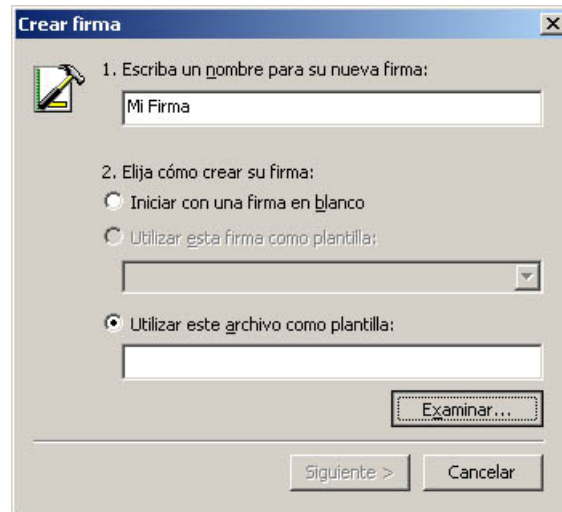 Crear firma
1. Escriba un nombre para su nueva firma:
Mi Firma
2. Elija cómo crear su firma:
Iniciar con una firma en blanco
Utilizar esta firma como plantilla:
Utilizar este archivo como plantilla:
Examinar...
Siguiente >
Cancelar